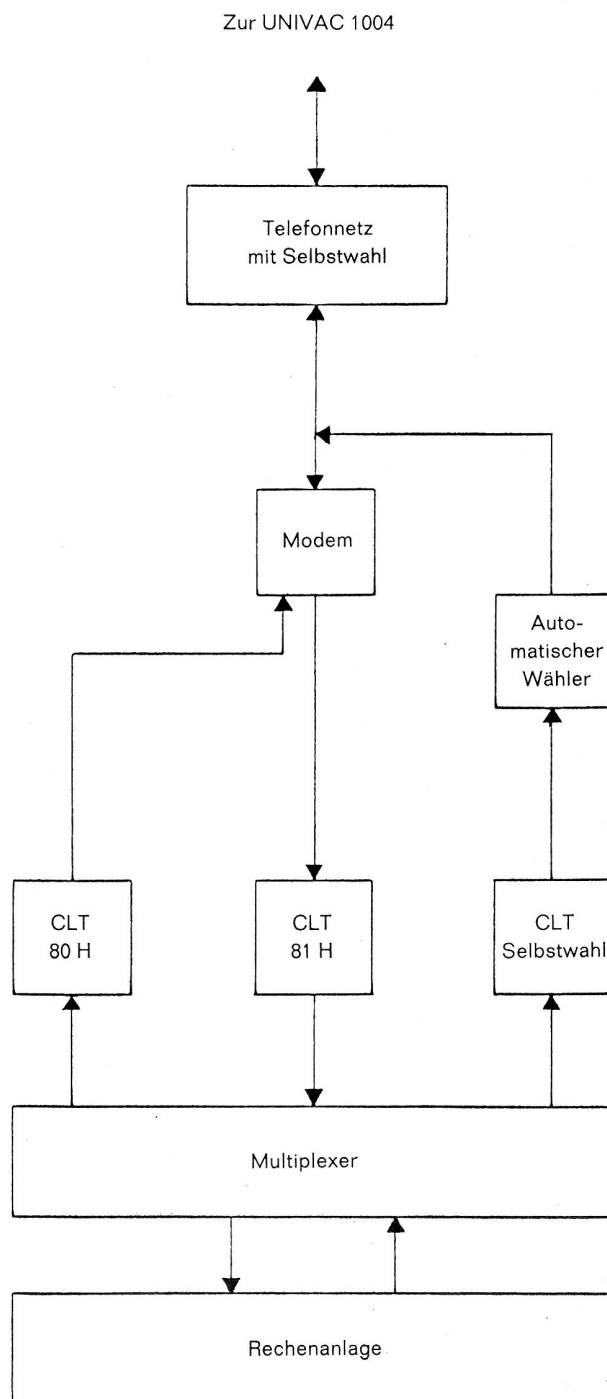 Zur UNIVAC 1004
Telefonnetz
mit Selbstwahl
Modem
Auto-
matischer
Wähler
CLT
80 H
CLT
81 H
CLT
Selbstwahl
Multiplexer
Rechenanlage